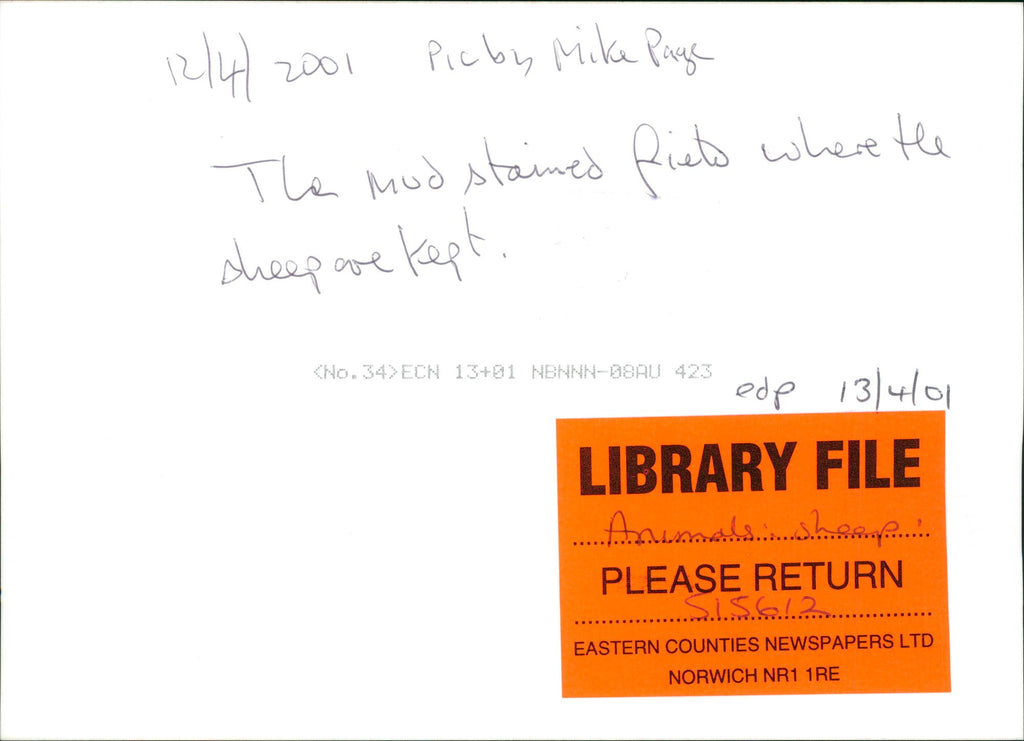 12/4/2001 Pic by Mike Page
The mud stained fields where the
sheep are kept.
<No.34>ECN 13+01 NBNNN-08AU 423
edp 13/4/01
LIBRARY FILE
Animals: sheep:
PLEASE RETURN
S15612
EASTERN COUNTIES NEWSPAPERS LTD
NORWICH NR1 1RE